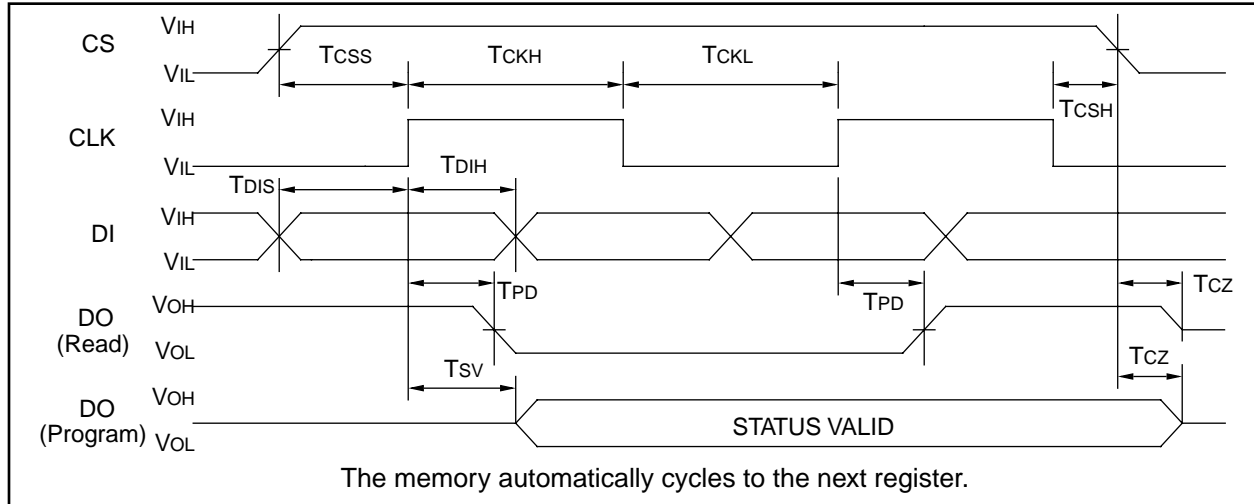 CS
VIH
VIL
TCSS
TCKH
TCKL
TCSH
CLK
VIH
VIL
TDIS
TDIH
DI
VIH
VIL
TPD
TPD
TCZ
DO
(Read)
VOH
VOL
TSV
TCZ
DO
(Program)
VOH
VOL
STATUS VALID
The memory automatically cycles to the next register.